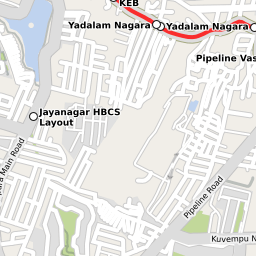 KEB
Yadalam Nagara
Yadalam Nagara
Pipeline Vas
Jayanagar HBCS
Layout
Main Road
Pipeline Road
Kuvempu N